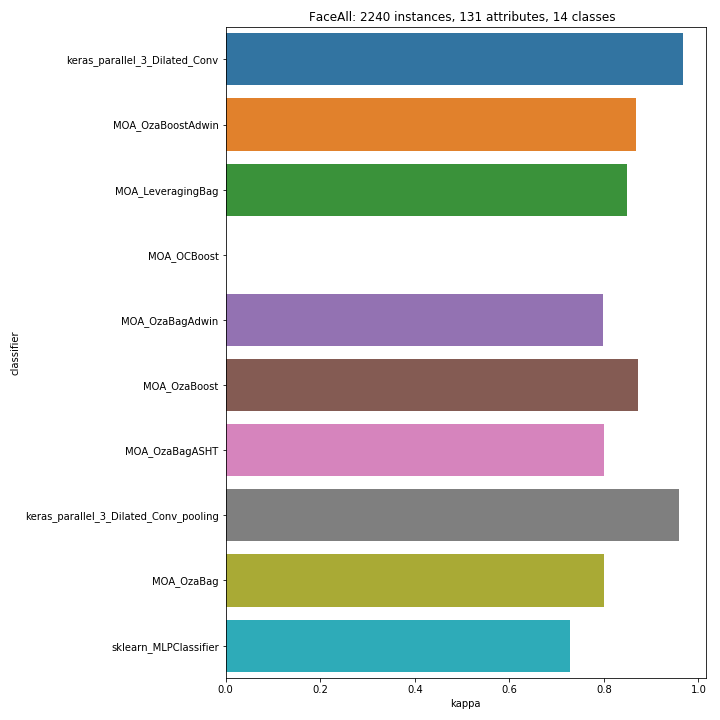 FaceAll: 2240 instances, 131 attributes, 14 classes
keras_parallel_3_Dilated_Conv
MOA_OzaBoostAdwin
MOA_LeveragingBag
MOA_OCBoost
MOA_OzaBagAdwin
classifier
MOA_OzaBoost
MOA_OzaBagASHT
keras_parallel_3_Dilated_Conv_pooling
MOA_OzaBag
sklearn_MLPClassifier
0.0 0.2 0.4 0.6 0.8 1.0
kappa